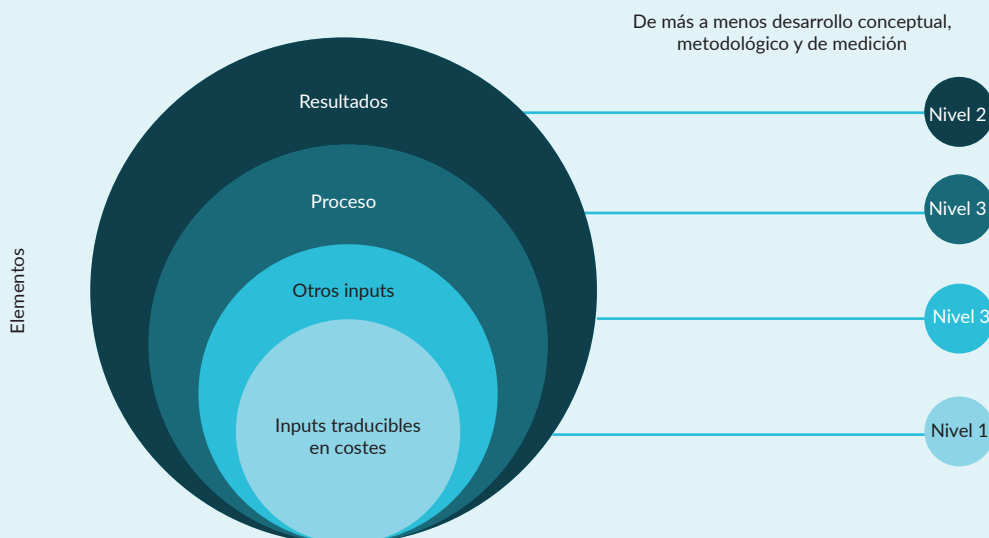 De más a menos desarrollo conceptual,
metodológico y de medición
Resultados
Nivel 2
Proceso
Nivel 3
Elementos
Otros inputs
Nivel 3
Inputs traducibles
en costes
Nivel 1